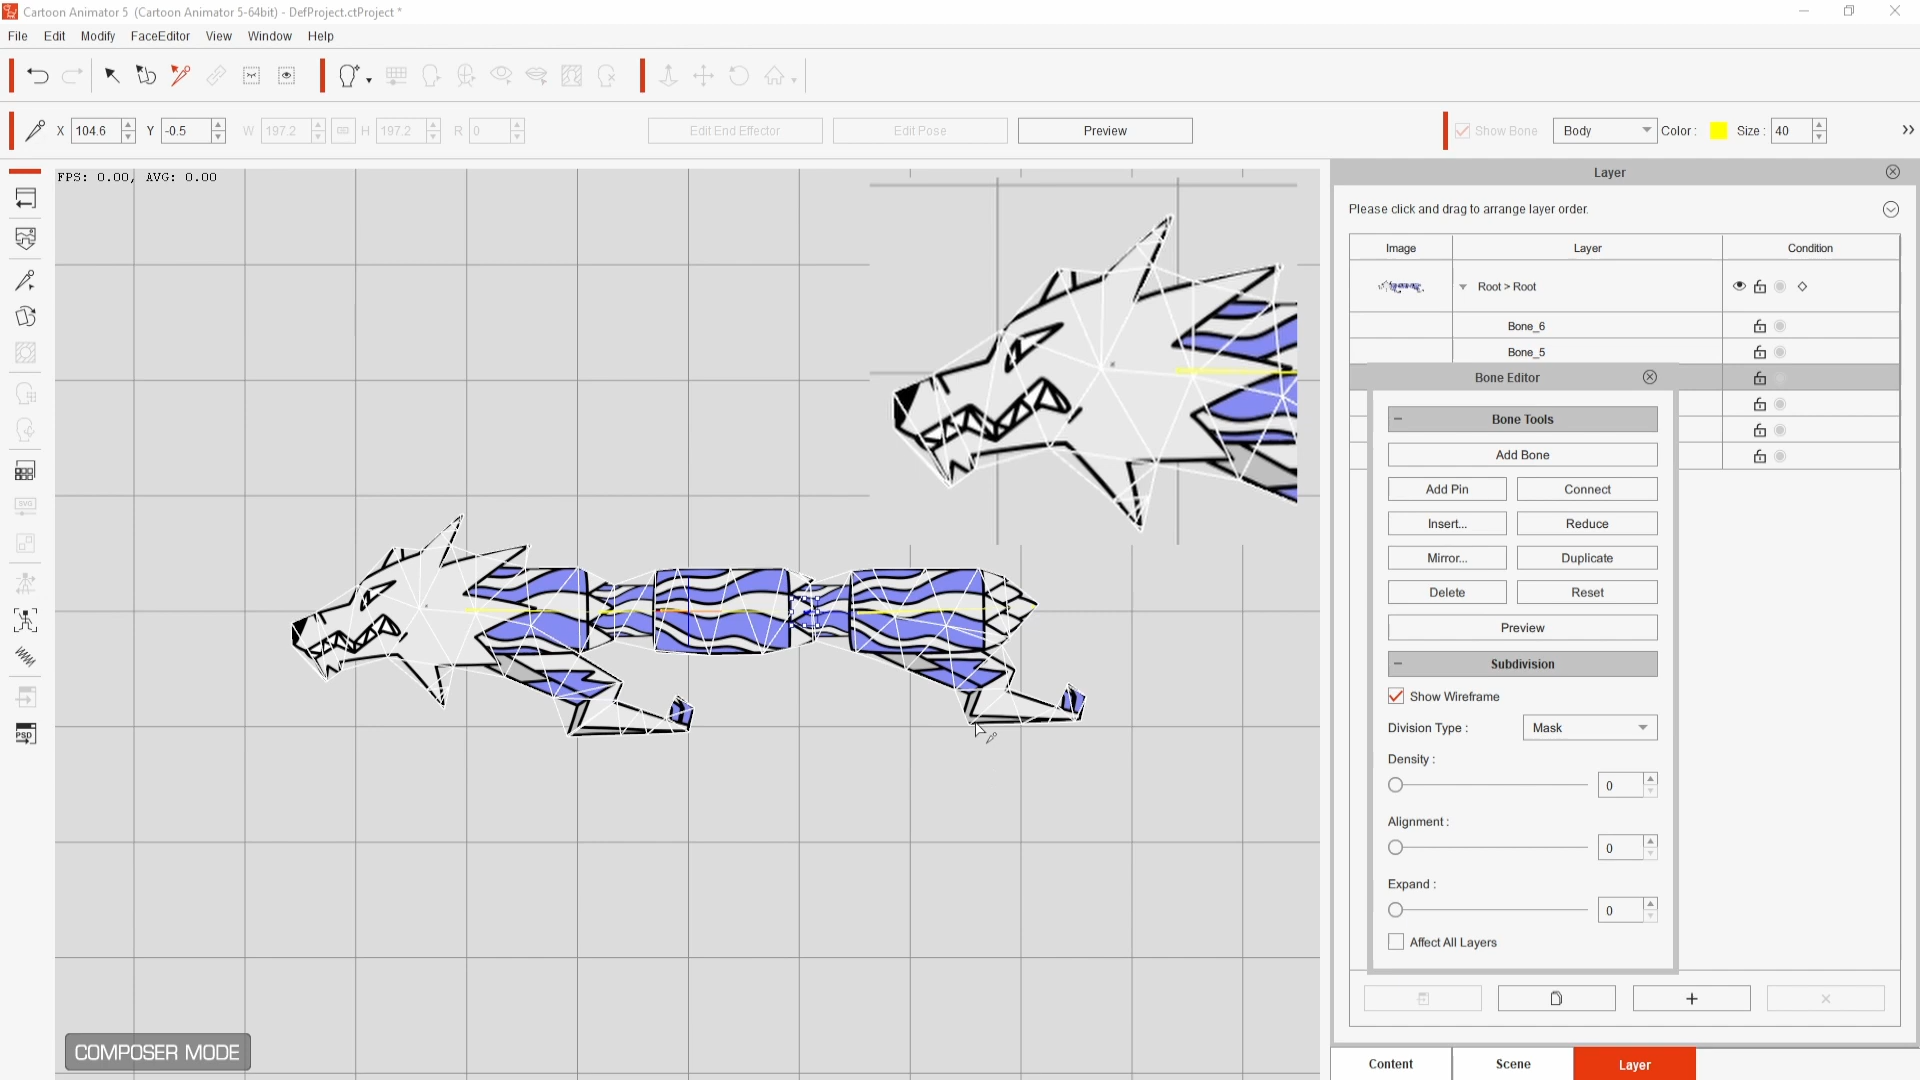 Cartoon Animator 5 (Cartoon Animator 5-64bit) - DefProject.ctProject *
File Edit Modify FaceEditor View Window Help
X 104.6 Y -0.5 W 197.2 H 197.2 R 0 Edit End Effector Edit Pose Preview Show Bone Body Color : Size : 40
FPS: 0.00, AVG: 0.00
Layer
Please click and drag to arrange layer order.
Image Layer Condition
Root > Root
Bone_6
Bone_5
Bone Editor
Bone Tools
Add Bone
Add Pin Connect
Insert... Reduce
Mirror... Duplicate
Delete Reset
Preview
Subdivision
Show Wireframe
Division Type : Mask
Density :
0
Alignment :
0
Expand :
0
Affect All Layers
SVG
PSD
COMPOSER MODE
Content Scene Layer